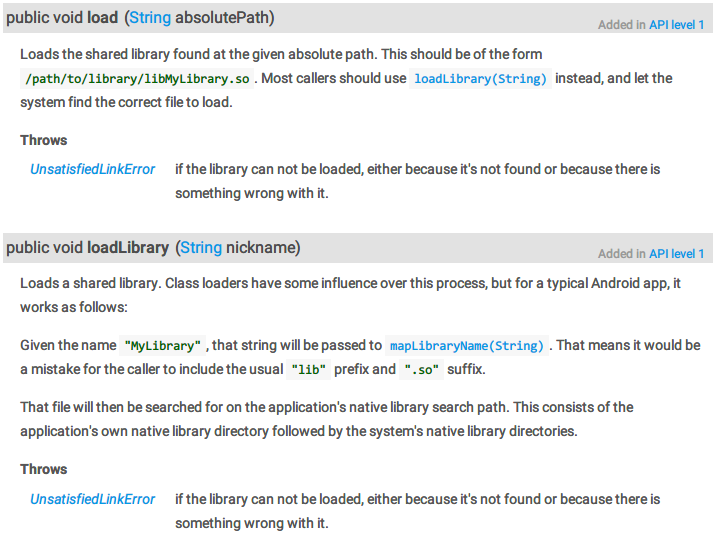 public void load (String absolutePath)
Added in API level 1
Loads the shared library found at the given absolute path. This should be of the form
/path/to/library/libMyLibrary.so . Most callers should use loadLibrary(String) instead, and let the
system find the correct file to load.
Throws
UnsatisfiedLinkError if the library can not be loaded, either because it's not found or because there is
something wrong with it.
public void loadLibrary (String nickname)
Added in API level 1
Loads a shared library. Class loaders have some influence over this process, but for a typical Android app, it
works as follows:
Given the name "MyLibrary" , that string will be passed to mapLibraryName(String) . That means it would be
a mistake for the caller to include the usual "lib" prefix and ".so" suffix.
That file will then be searched for on the application's native library search path. This consists of the
application's own native library directory followed by the system's native library directories.
Throws
UnsatisfiedLinkError if the library can not be loaded, either because it's not found or because there is
something wrong with it.